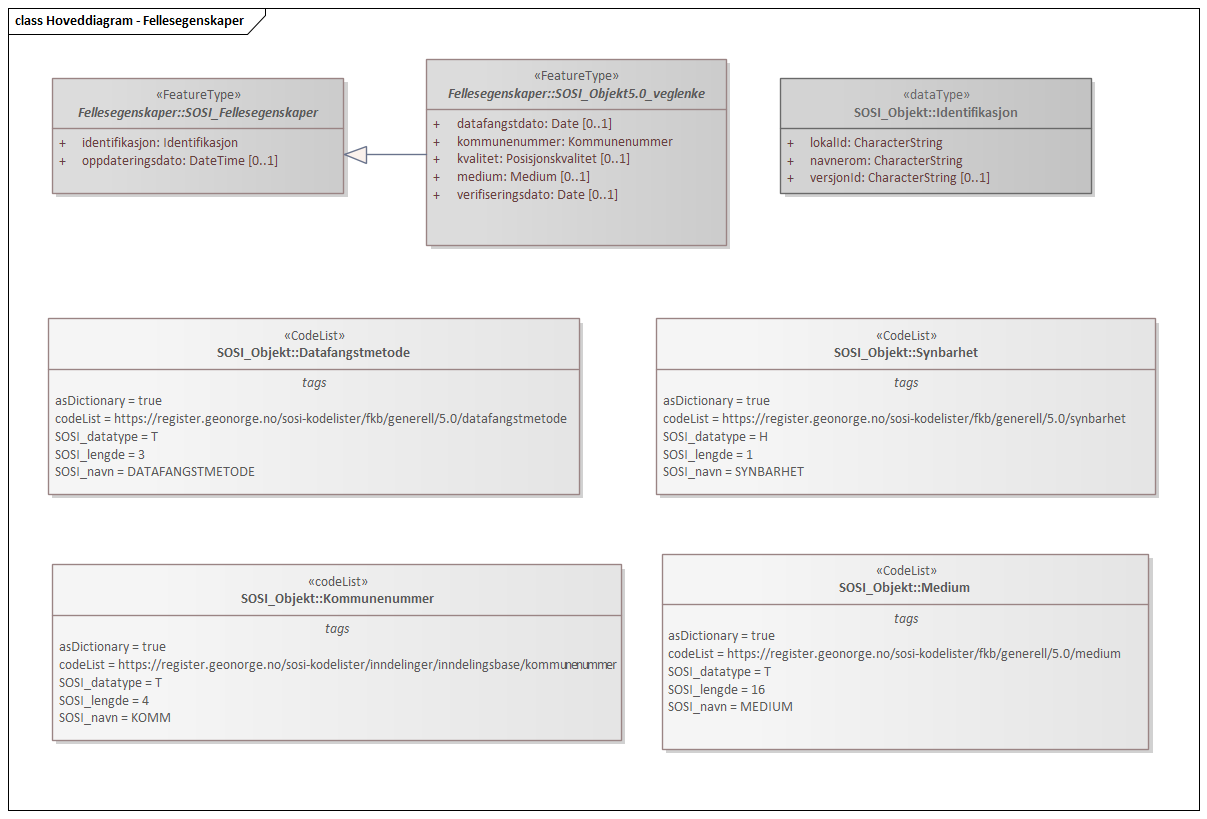 class Hoveddiagram - Fellesegenskaper
«FeatureType»
Fellesegenskaper::SOSI_Fellesegenskaper
+ identifikasjon: Identifikasjon
+ oppdateringsdato: DateTime [0..1]
«FeatureType»
Fellesegenskaper::SOSI_Objekt5.0_veglenke
+ datafangstdato: Date [0..1]
+ kommunenummer: Kommunenummer
+ kvalitet: Posisjonskvalitet [0..1]
+ medium: Medium [0..1]
+ verifiseringsdato: Date [0..1]
«dataType»
SOSI_Objekt::Identifikasjon
+ lokalId: CharacterString
+ navnerom: CharacterString
+ versjonId: CharacterString [0..1]
«CodeList»
SOSI_Objekt::Datafangstmetode
tags
asDictionary = true
codeList = https://register.geonorge.no/sosi-kodelister/fkb/generell/5.0/datafangstmetode
SOSI_datatype = T
SOSI_lengde = 3
SOSI_navn = DATAFANGSTMETODE
«CodeList»
SOSI_Objekt::Synbarhet
tags
asDictionary = true
codeList = https://register.geonorge.no/sosi-kodelister/fkb/generell/5.0/synbarhet
SOSI_datatype = H
SOSI_lengde = 1
SOSI_navn = SYNBARHET
«codeList»
SOSI_Objekt::Kommunenummer
tags
asDictionary = true
codeList = https://register.geonorge.no/sosi-kodelister/inndelinger/inndelingsbase/kommunenummer
SOSI_datatype = T
SOSI_lengde = 4
SOSI_navn = KOMM
«CodeList»
SOSI_Objekt::Medium
tags
asDictionary = true
codeList = https://register.geonorge.no/sosi-kodelister/fkb/generell/5.0/medium
SOSI_datatype = T
SOSI_lengde = 16
SOSI_navn = MEDIUM